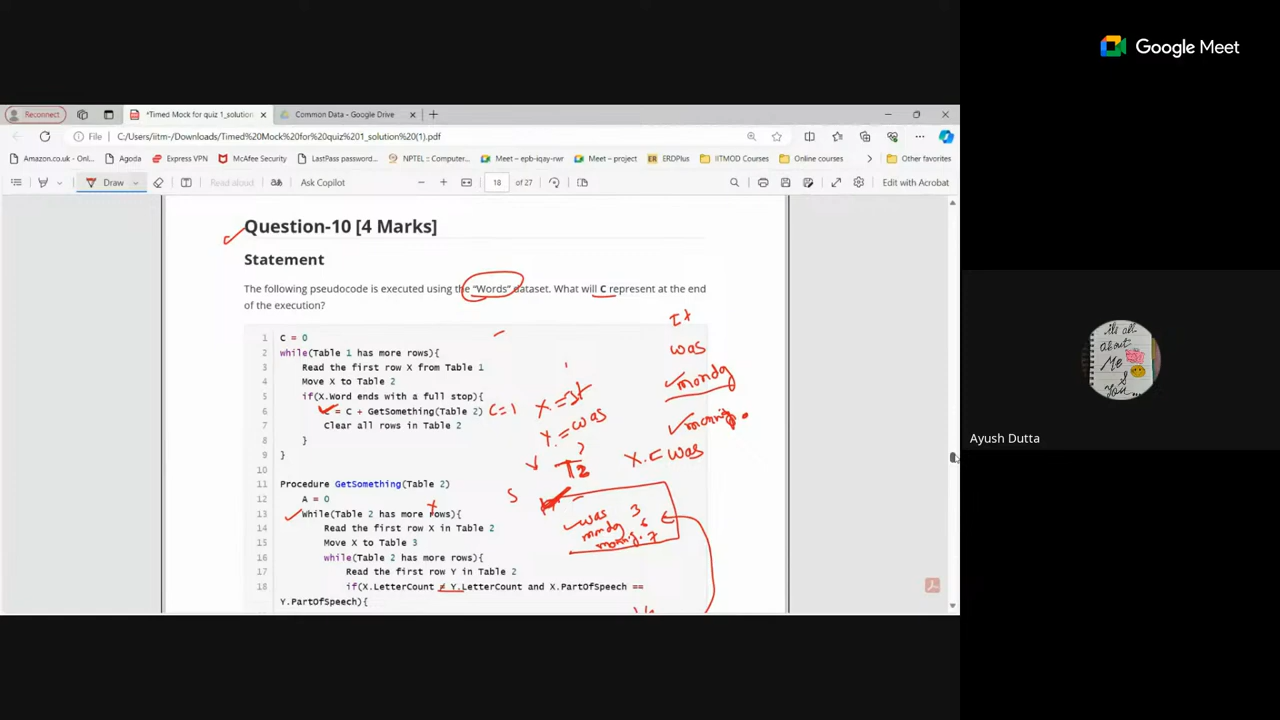 Google Meet
Reconnect
*Timed Mock for quiz 1_solution
Common Data - Google Drive
File
C:/Users/iitm-/Downloads/Timed%20Mock%20for%20quiz%201_solution%20(1).pdf
Amazon.co.uk - Onl...
Agoda
Express VPN
McAfee Security
LastPass password...
NPTEL :: Computer...
Meet – epb-iqay-rwr
Meet – project
ERDPlus
IITMOD Courses
Online courses
Other favorites
Draw
Read aloud
Ask Copilot
18 of 27
Edit with Acrobat
Question-10 [4 Marks]
Statement
The following pseudocode is executed using the "Words" dataset. What will C represent at the end
of the execution?
It
was
monday
1 C = 0
2 while(Table 1 has more rows){
3 Read the first row X from Table 1
4 Move X to Table 2
5 if(X.Word ends with a full stop){
6 = C + GetSomething(Table 2) C=1
7 Clear all rows in Table 2
8 }
9 }
10
11 Procedure GetSomething(Table 2)
12 A = 0
13 While(Table 2 has more rows){
14 Read the first row X in Table 2
15 Move X to Table 3
16 while(Table 2 has more rows){
17 Read the first row Y in Table 2
18 if(X.LetterCount ≠ Y.LetterCount and X.PartOfSpeech ==
Y.PartOfSpeech){
Y = was
T2
was 3
Ayush Dutta
its all
about
Me
&
You...